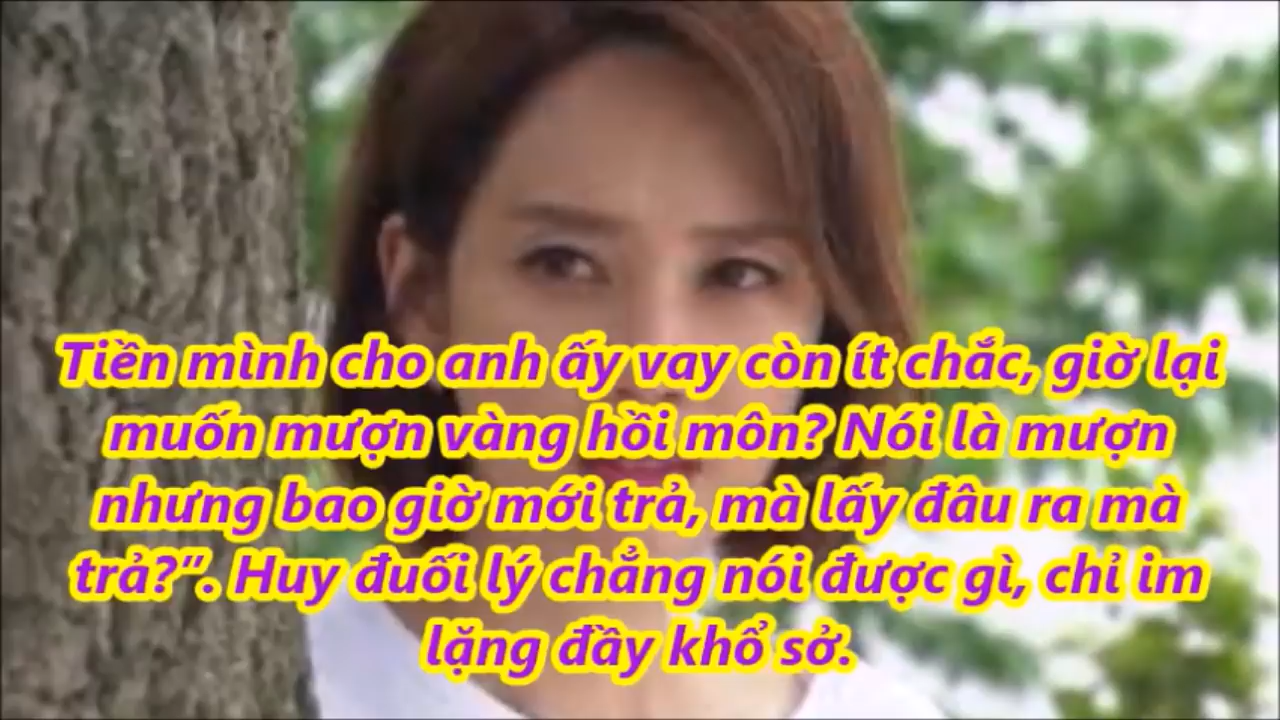 Tiền mình cho anh ấy vay còn ít chắc, giờ lại
muốn mượn vàng hồi môn? Nói là mượn
nhưng bao giờ mới trả, mà lấy đâu ra mà
trả?”. Huy đuối lý chẳng nói được gì, chỉ im
lặng đầy khổ sở.